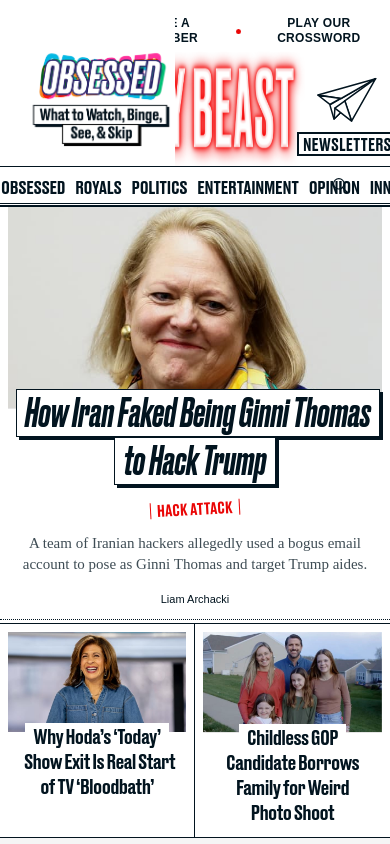 E A
BER
PLAY OUR
CROSSWORD
OBSESSED
What to Watch, Binge,
See, & Skip
Y BEAST
NEWSLETTERS
OBSESSED ROYALS POLITICS ENTERTAINMENT OPINION INN
How Iran Faked Being Ginni Thomas
to Hack Trump
HACK ATTACK
A team of Iranian hackers allegedly used a bogus email
account to pose as Ginni Thomas and target Trump aides.
Liam Archacki
Why Hoda’s ‘Today’
Show Exit Is Real Start
of TV ‘Bloodbath’
Childless GOP
Candidate Borrows
Family for Weird
Photo Shoot